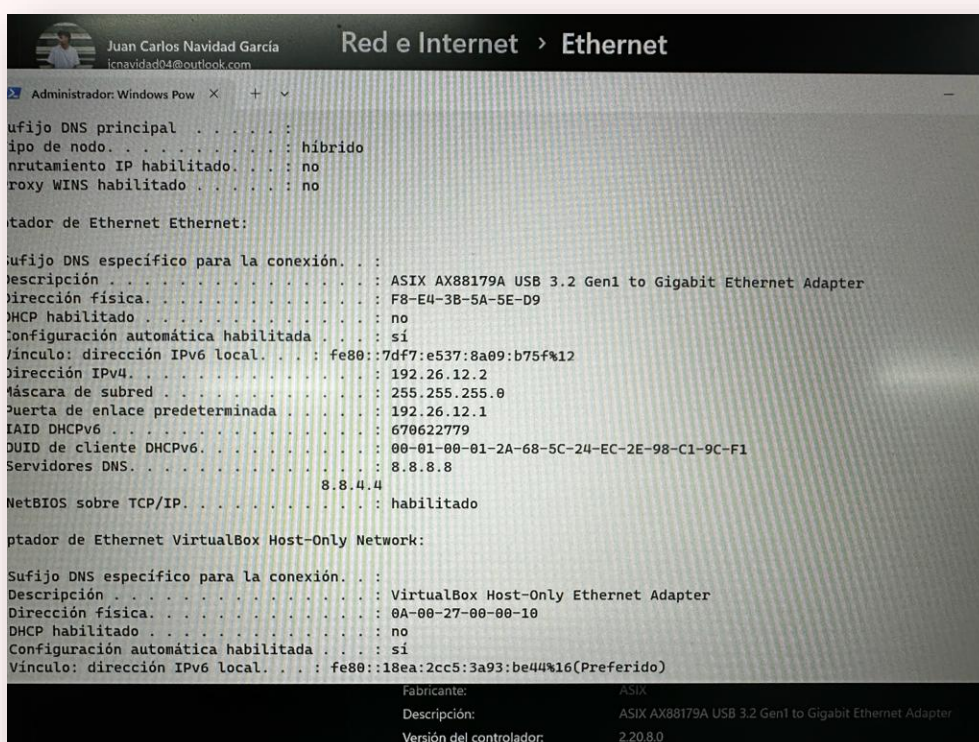 Juan Carlos Navidad García
jcnavidad04@outlook.com
Red e Internet > Ethernet
Administrador: Windows Pow
ufijo DNS principal . . . . . :
ipo de nodo. . . . . . . . . . : híbrido
nrutamiento IP habilitado. . . : no
roxy WINS habilitado . . . . . : no
tador de Ethernet Ethernet:
Sufijo DNS específico para la conexión. . :
Descripción . . . . . . . . . . . . . . . : ASIX AX88179A USB 3.2 Gen1 to Gigabit Ethernet Adapter
Dirección física. . . . . . . . . . . . . : F8-E4-3B-5A-5E-D9
DHCP habilitado . . . . . . . . . . . . . : no
Configuración automática habilitada . . . : sí
Vínculo: dirección IPv6 local. . . : fe80::7df7:e537:8a09:b75f%12
Dirección IPv4. . . . . . . . . . . . . . : 192.26.12.2
Máscara de subred . . . . . . . . . . . . : 255.255.255.0
Puerta de enlace predeterminada . . . . . : 192.26.12.1
IAID DHCPv6 . . . . . . . . . . . . . . . : 670622779
DUID de cliente DHCPv6. . . . . . . . . . : 00-01-00-01-2A-68-5C-24-EC-2E-98-C1-9C-F1
Servidores DNS. . . . . . . . . . . . . . : 8.8.8.8
8.8.4.4
NetBIOS sobre TCP/IP. . . . . . . . . . . : habilitado
ptador de Ethernet VirtualBox Host-Only Network:
Sufijo DNS específico para la conexión. . :
Descripción . . . . . . . . . . . . . . . : VirtualBox Host-Only Ethernet Adapter
Dirección física. . . . . . . . . . . . . : 0A-00-27-00-00-10
DHCP habilitado . . . . . . . . . . . . . : no
Configuración automática habilitada . . . : sí
Vínculo: dirección IPv6 local. . . : fe80::18ea:2cc5:3a93:be44%16(Preferido)
Fabricante: ASIX
Descripción: ASIX AX88179A USB 3.2 Gen1 to Gigabit Ethernet Adapter
Versión del controlador: 2.20.8.0